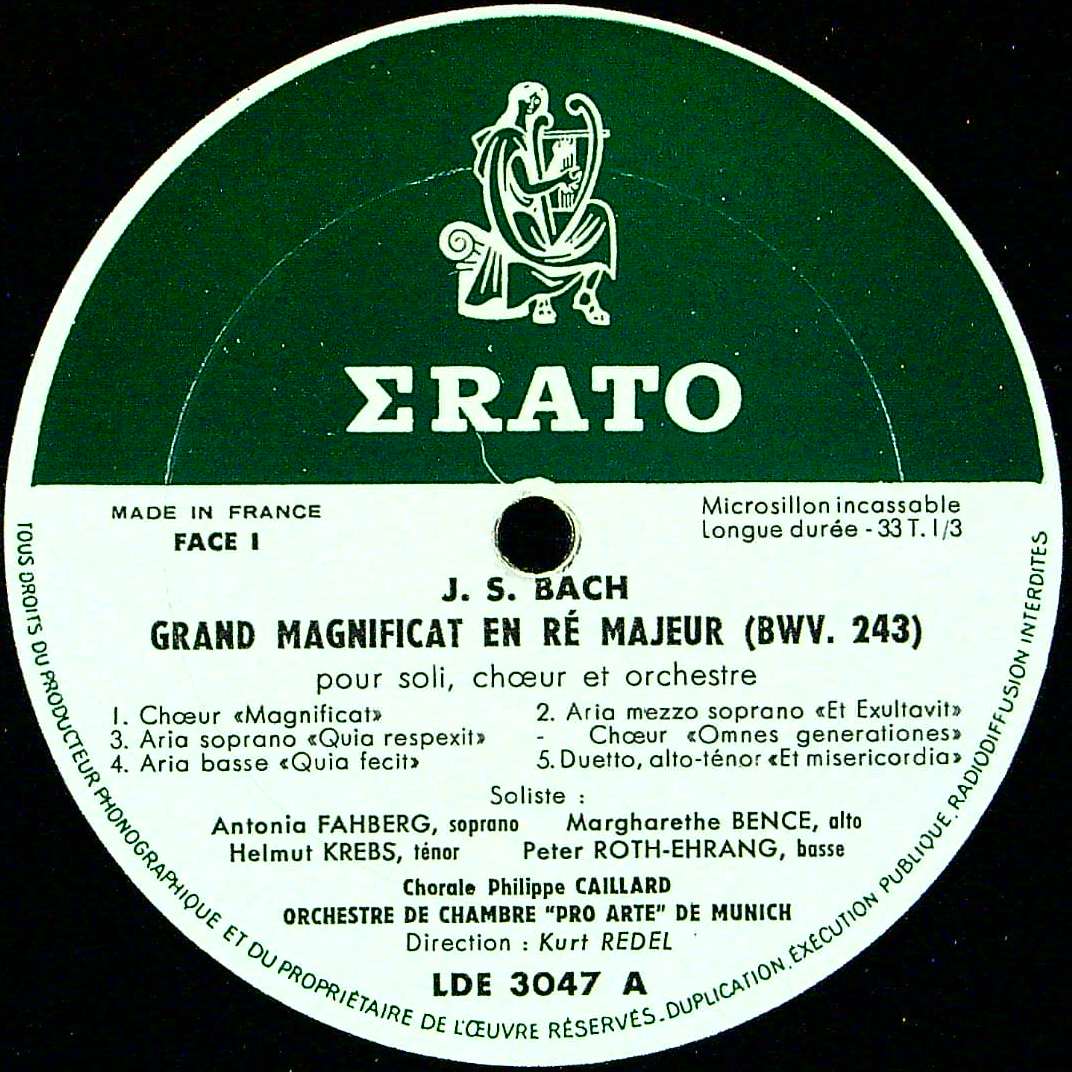 ΣRATO
MADE IN FRANCE
FACE I
Microsillon incassable
Longue durée - 33 T. 1/3
J. S. BACH
GRAND MAGNIFICAT EN RÉ MAJEUR (BWV. 243)
pour soli, chœur et orchestre
1. Chœur «Magnificat»
2. Aria mezzo soprano «Et Exultavit»
3. Aria soprano «Quia respexit»
- Chœur «Omnes generationes»
4. Aria basse «Quia fecit»
5. Duetto, alto-ténor «Et misericordia»
Soliste :
Antonia FAHBERG, soprano Margharethe BENCE, alto
Helmut KREBS, ténor Peter ROTH-EHRANG, basse
Chorale Philippe CAILLARD
ORCHESTRE DE CHAMBRE "PRO ARTE" DE MUNICH
Direction : Kurt REDEL
LDE 3047 A
TOUS DROITS DU PRODUCTEUR PHONOGRAPHIQUE ET DU PROPRIÉTAIRE DE L'ŒUVRE RÉSERVÉS. DUPLICATION. ÉXÉCUTION PUBLIQUE. RADIODIFFUSION INTERDITES